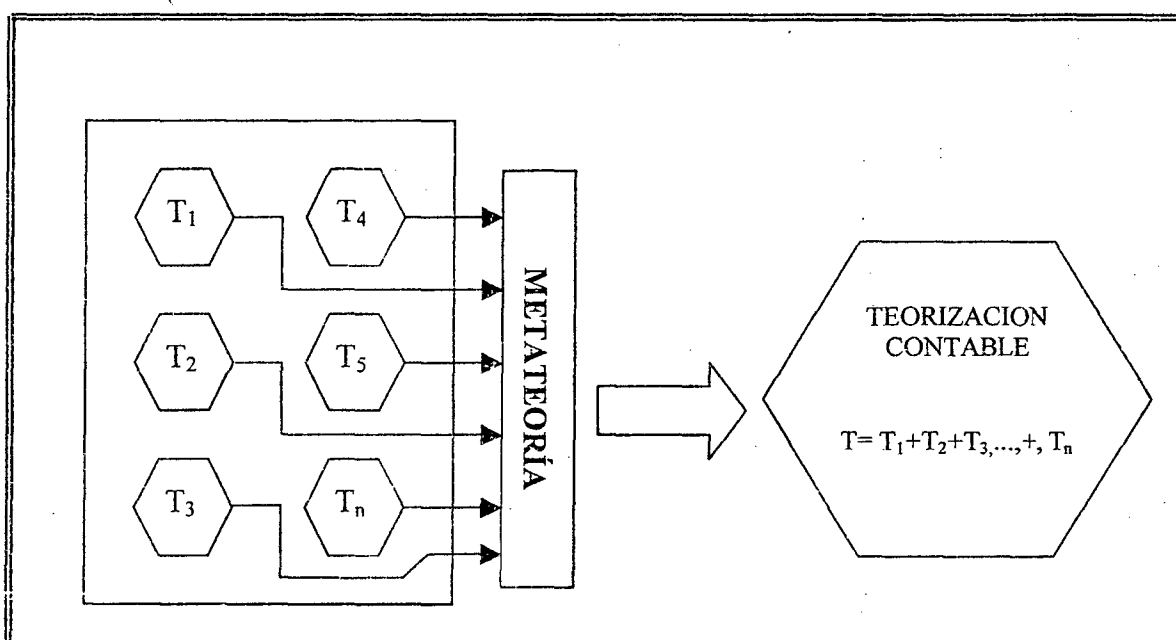 T₁
T₄
T₂
T₅
T₃
Tₙ
METATEORÍA
TEORIZACION
CONTABLE
T= T₁+T₂+T₃,...,+, Tₙ